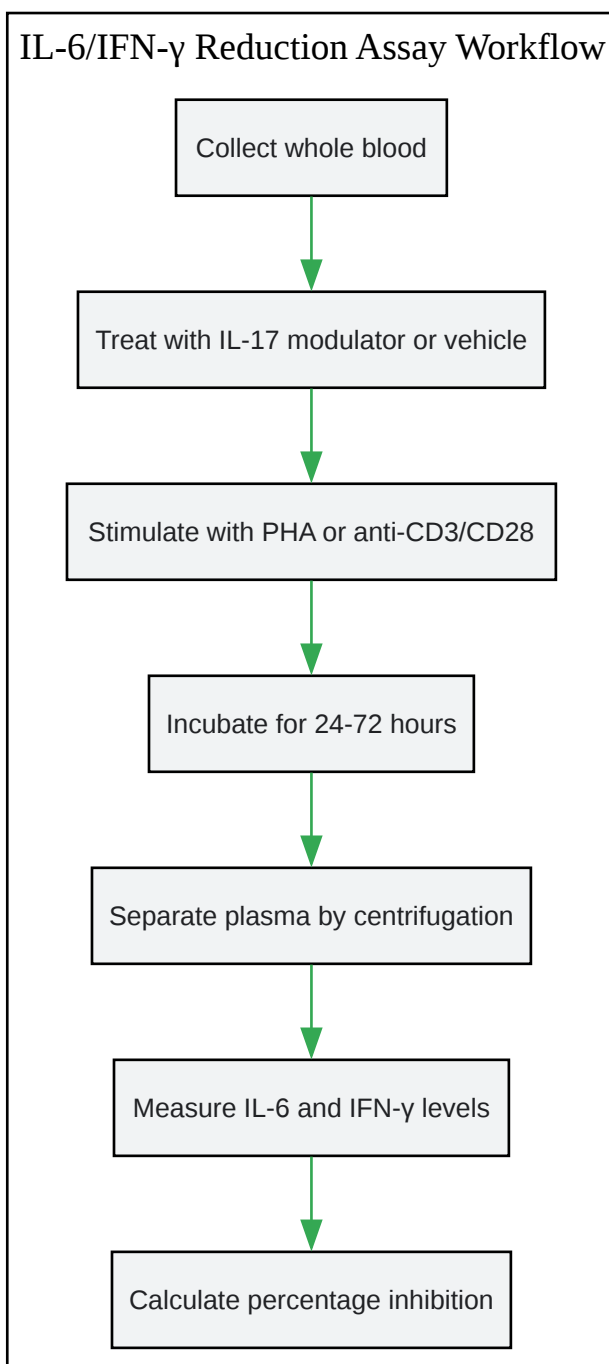 IL-6/IFN-γ Reduction Assay Workflow
Collect whole blood
Treat with IL-17 modulator or vehicle
Stimulate with PHA or anti-CD3/CD28
Incubate for 24-72 hours
Separate plasma by centrifugation
Measure IL-6 and IFN-γ levels
Calculate percentage inhibition